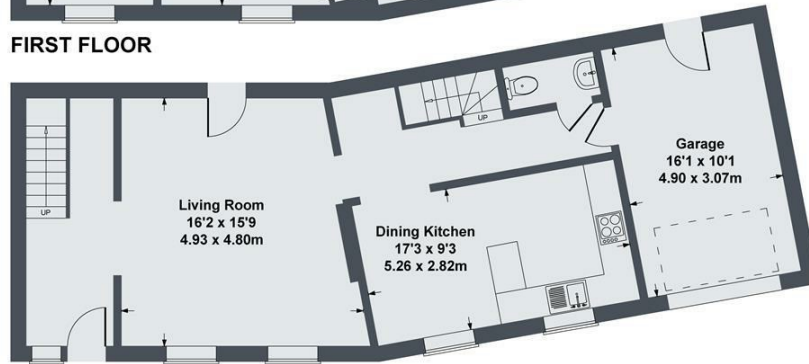 FIRST FLOOR
UP
Garage
16'1 x 10'1
4.90 x 3.07m
Living Room
16'2 x 15'9
4.93 x 4.80m
UP
Dining Kitchen
17'3 x 9'3
5.26 x 2.82m